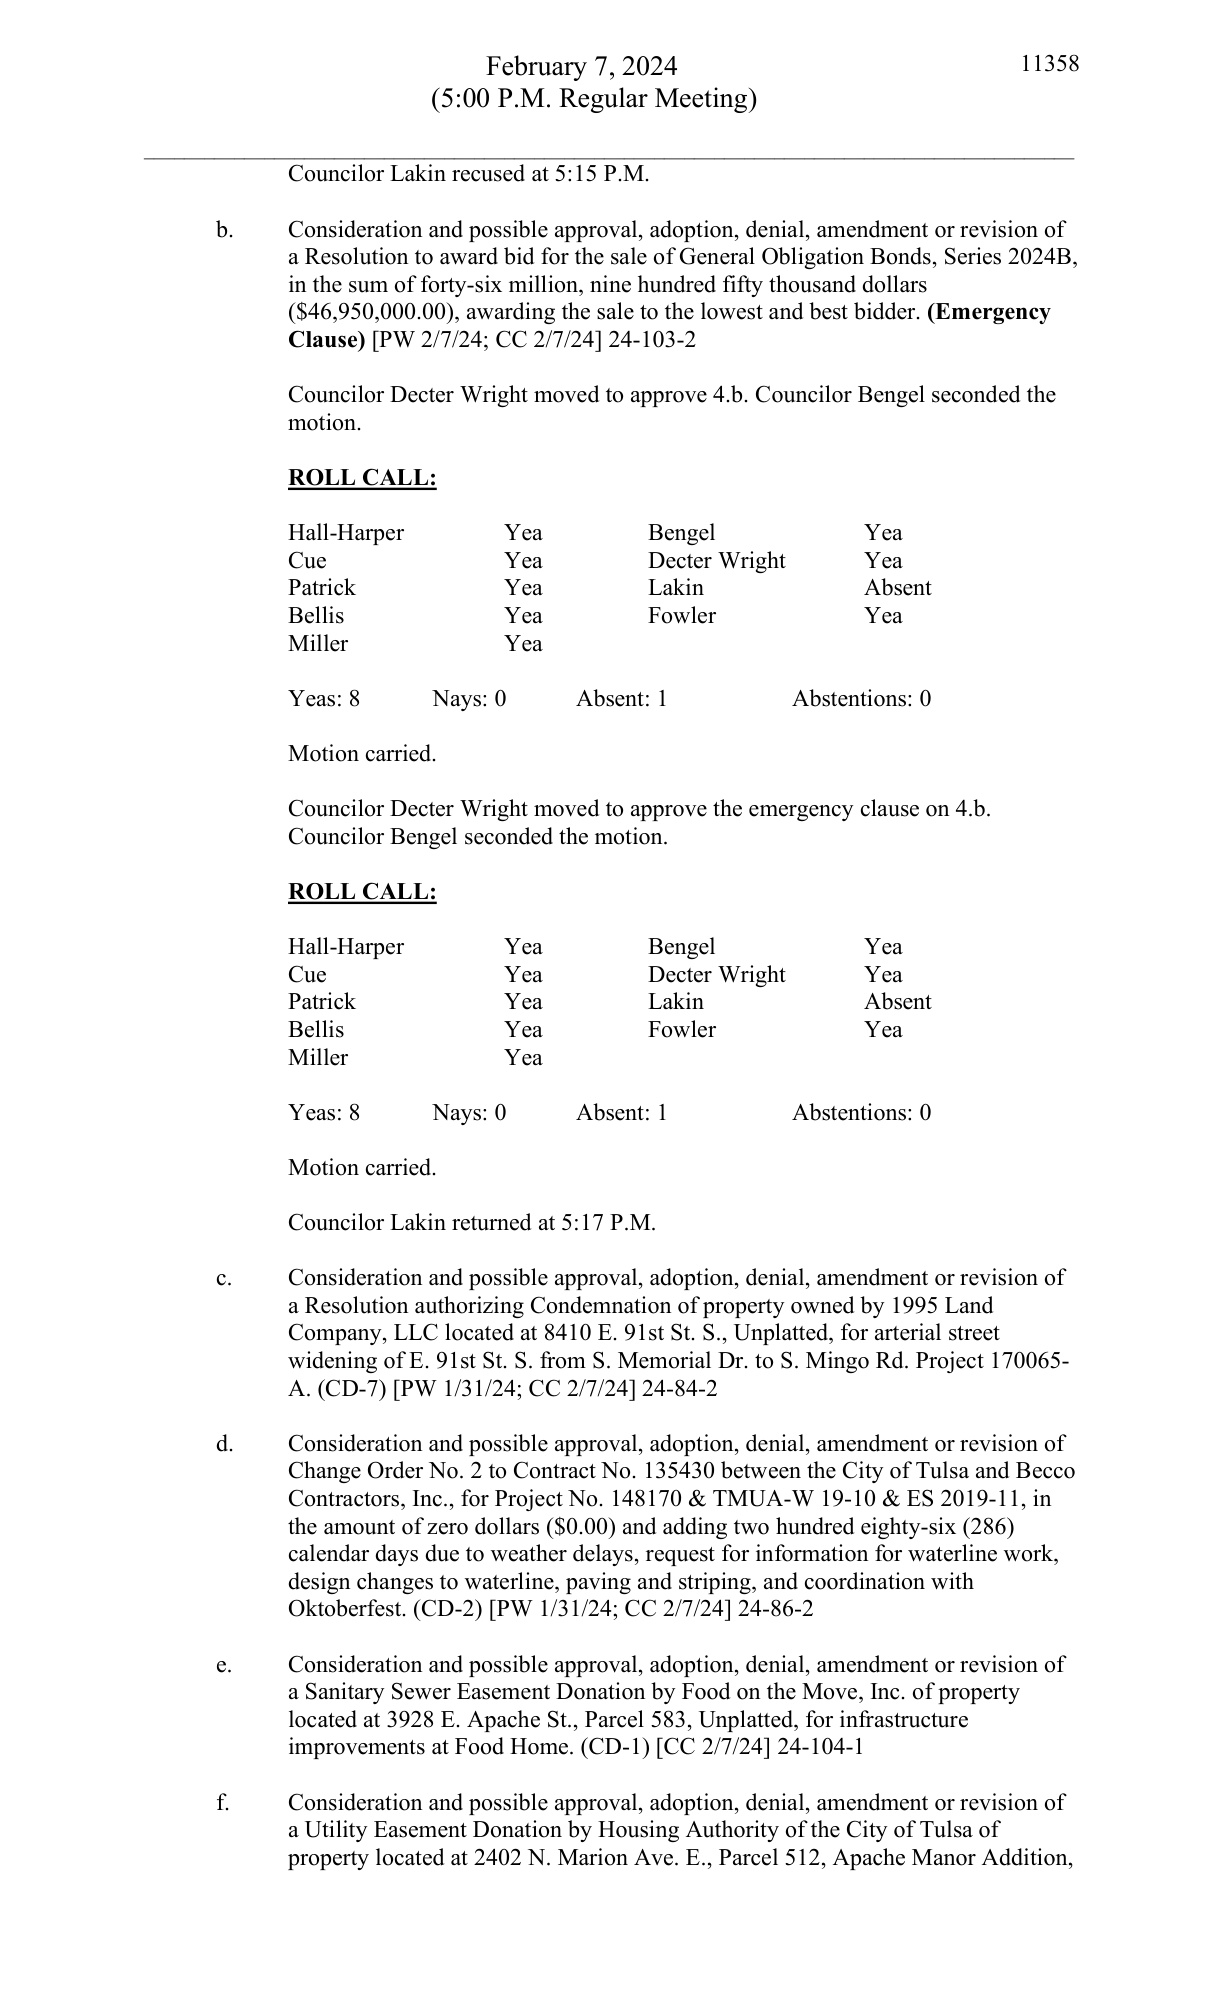 February 7, 2024
11358
(5:00 P.M. Regular Meeting)
Councilor Lakin recused at 5:15 P.M.
b. Consideration and possible approval, adoption, denial, amendment or revision of
a Resolution to award bid for the sale of General Obligation Bonds, Series 2024B,
in the sum of forty-six million, nine hundred fifty thousand dollars
($46,950,000.00), awarding the sale to the lowest and best bidder. (Emergency
Clause) [PW 2/7/24; CC 2/7/24] 24-103-2
Councilor Decter Wright moved to approve 4.b. Councilor Bengel seconded the
motion.
ROLL CALL:
Hall-Harper Yea Bengel Yea
Cue Yea Decter Wright Yea
Patrick Yea Lakin Absent
Bellis Yea Fowler Yea
Miller Yea
Yeas: 8 Nays: 0 Absent: 1 Abstentions: 0
Motion carried.
Councilor Decter Wright moved to approve the emergency clause on 4.b.
Councilor Bengel seconded the motion.
ROLL CALL:
Hall-Harper Yea Bengel Yea
Cue Yea Decter Wright Yea
Patrick Yea Lakin Absent
Bellis Yea Fowler Yea
Miller Yea
Yeas: 8 Nays: 0 Absent: 1 Abstentions: 0
Motion carried.
Councilor Lakin returned at 5:17 P.M.
c. Consideration and possible approval, adoption, denial, amendment or revision of
a Resolution authorizing Condemnation of property owned by 1995 Land
Company, LLC located at 8410 E. 91st St. S., Unplatted, for arterial street
widening of E. 91st St. S. from S. Memorial Dr. to S. Mingo Rd. Project 170065-
A. (CD-7) [PW 1/31/24; CC 2/7/24] 24-84-2
d. Consideration and possible approval, adoption, denial, amendment or revision of
Change Order No. 2 to Contract No. 135430 between the City of Tulsa and Becco
Contractors, Inc., for Project No. 148170 & TMUA-W 19-10 & ES 2019-11, in
the amount of zero dollars ($0.00) and adding two hundred eighty-six (286)
calendar days due to weather delays, request for information for waterline work,
design changes to waterline, paving and striping, and coordination with
Oktoberfest. (CD-2) [PW 1/31/24; CC 2/7/24] 24-86-2
e. Consideration and possible approval, adoption, denial, amendment or revision of
a Sanitary Sewer Easement Donation by Food on the Move, Inc. of property
located at 3928 E. Apache St., Parcel 583, Unplatted, for infrastructure
improvements at Food Home. (CD-1) [CC 2/7/24] 24-104-1
f. Consideration and possible approval, adoption, denial, amendment or revision of
a Utility Easement Donation by Housing Authority of the City of Tulsa of
property located at 2402 N. Marion Ave. E., Parcel 512, Apache Manor Addition,